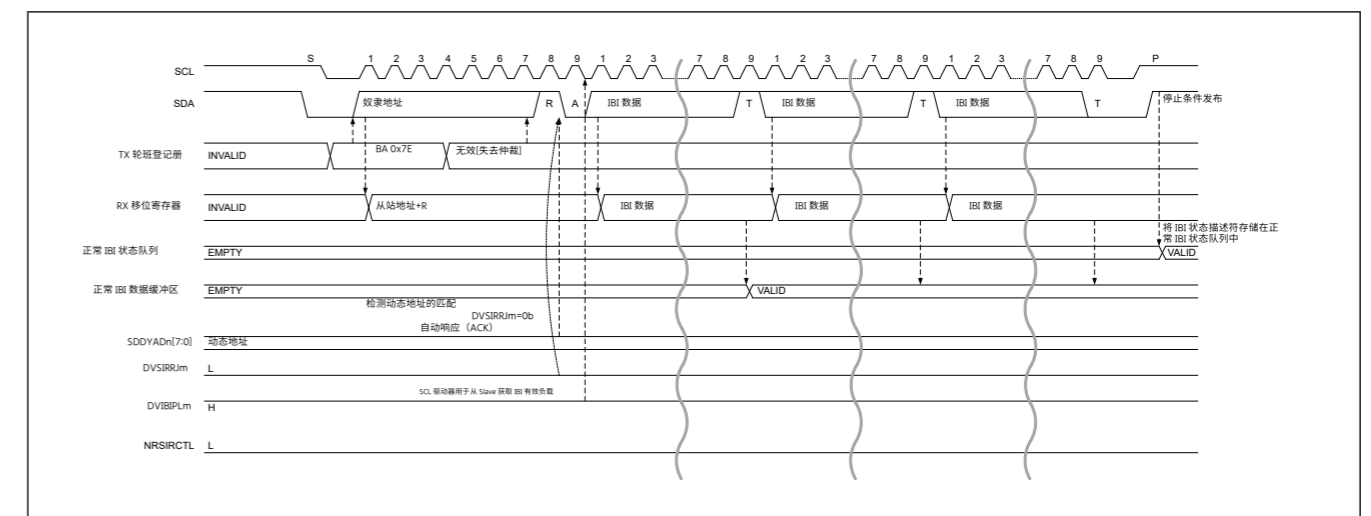 S 1 2 3 4 5 6 7 8 9 1 2 3 7 8 9 1 2 3 7 8 9 1 2 3 7 8 9 P
SCL
SDA 奴隶地址 R A IBI 数据 T IBI 数据 T IBI 数据 T 停止条件发布
TX 轮班登记册 INVALID BA 0x7E 无效[失去仲裁]
RX 移位寄存器 INVALID 从站地址+R IBI 数据 IBI 数据 IBI 数据
将 IBI 状态描述符存储在正
常 IBI 状态队列中
正常 IBI 状态队列 EMPTY VALID
正常 IBI 数据缓冲区 EMPTY VALID
检测动态地址的匹配
DVSIRRJm=0b
自动响应（ACK）
SDDYADn[7:0] 动态地址
DVSIRRJm L
SCL 驱动器用于从 Slave 获取 IBI 有效负载
DVIBIPLm H
NRSIRCTL L